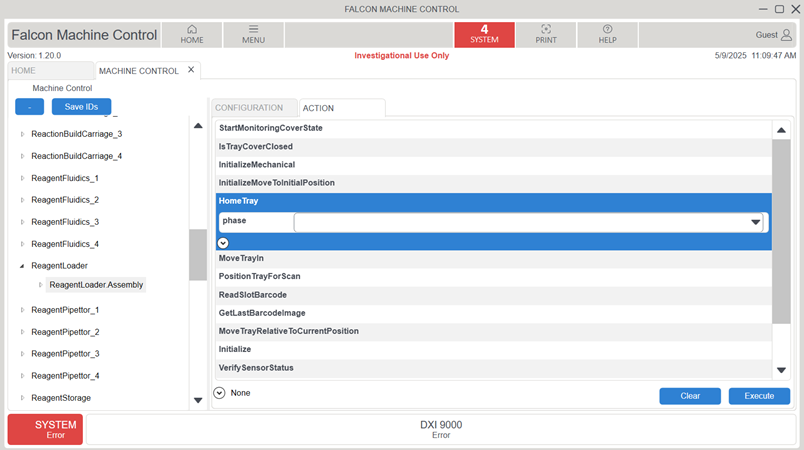 FALCON MACHINE CONTROL
Falcon Machine Control
HOME
MENU
4
SYSTEM
PRINT
HELP
Guest
Version: 1.20.0
Investigational Use Only
5/9/2025 11:09:47 AM
HOME
MACHINE CONTROL X
Machine Control
-
Save IDs
ReactionBuildCarriage_3
ReactionBuildCarriage_4
ReagentFluidics_1
ReagentFluidics_2
ReagentFluidics_3
ReagentFluidics_4
ReagentLoader
ReagentLoader.Assembly
ReagentPipettor_1
ReagentPipettor_2
ReagentPipettor_3
ReagentPipettor_4
ReagentStorage
CONFIGURATION
ACTION
StartMonitoringCoverState
IsTrayCoverClosed
InitializeMechanical
InitializeMoveToInitialPosition
HomeTray
phase
MoveTrayIn
PositionTrayForScan
ReadSlotBarcode
GetLastBarcodeImage
MoveTrayRelativeToCurrentPosition
Initialize
VerifySensorStatus
None
Clear
Execute
SYSTEM
Error
DXI 9000
Error